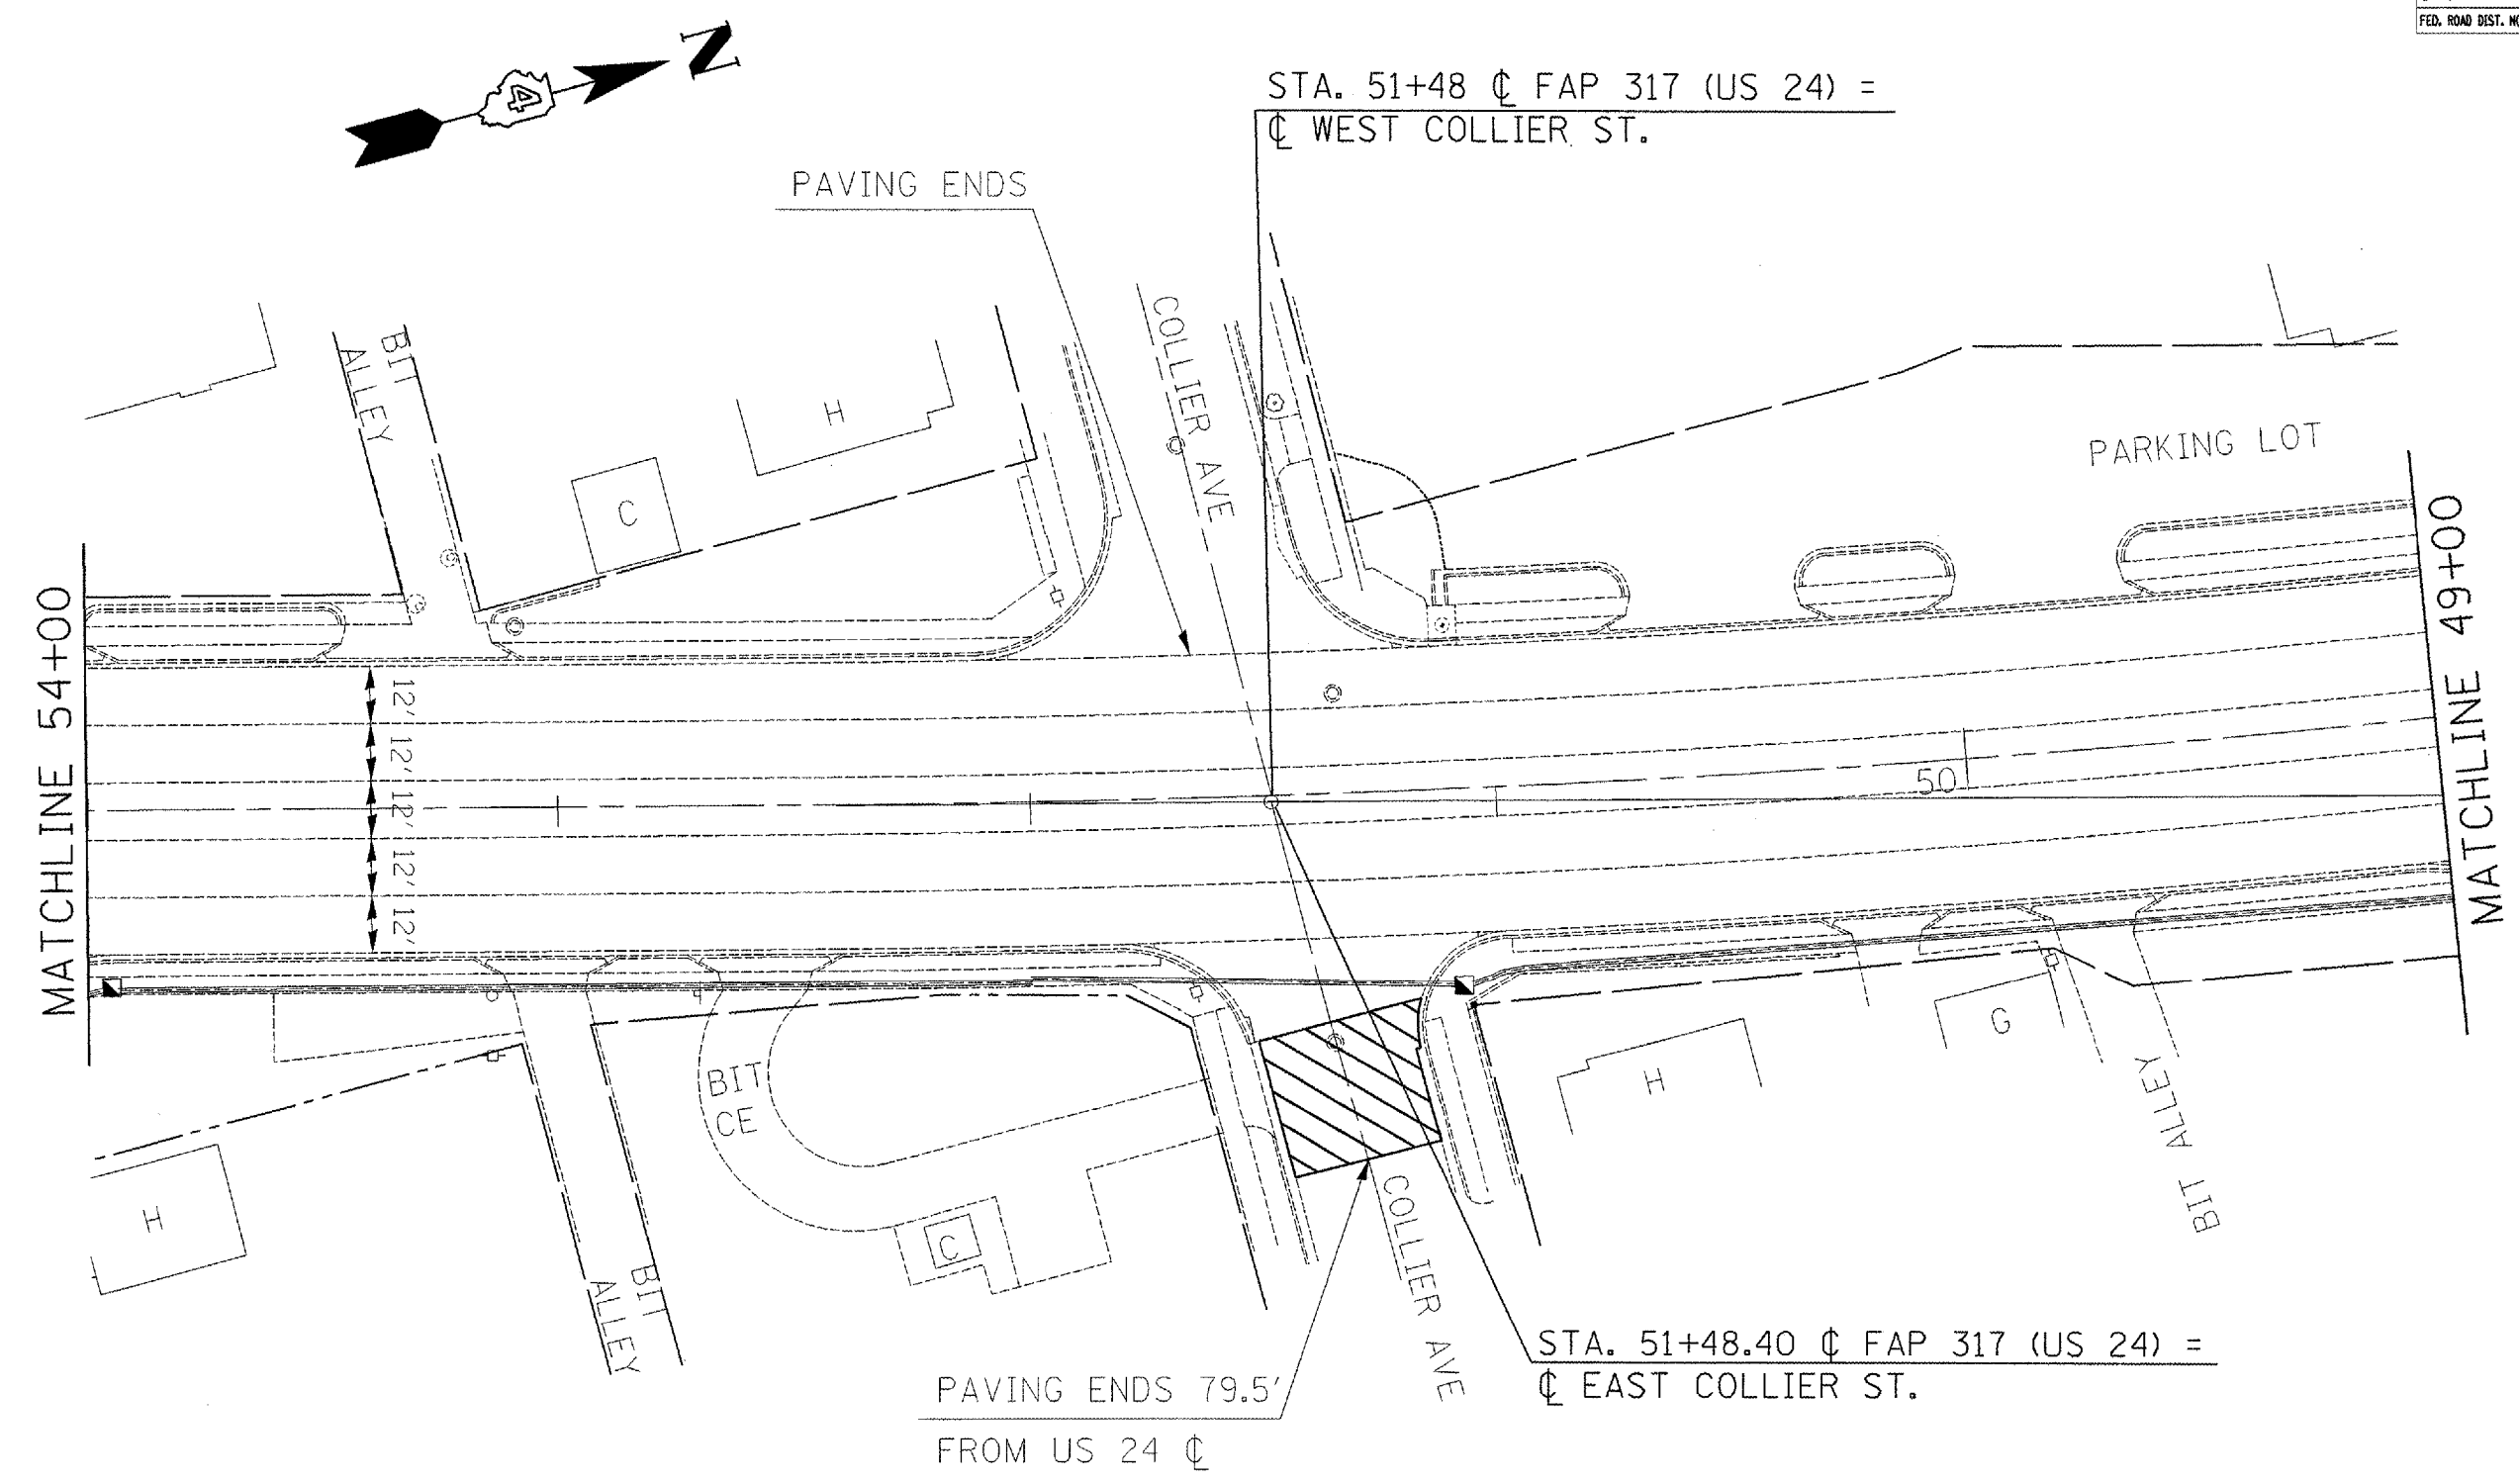 FED. ROAD DIST. NO
N
4
STA. 51+48 ℄ FAP 317 (US 24) =
℄ WEST COLLIER ST.
PAVING ENDS
COLLIER AVE
BIT
ALLEY
H
C
PARKING LOT
MATCHLINE 54+00
MATCHLINE 49+00
12'
12'
12'
12'
12'
50
G
H
BIT
CE
H
C
BIT
ALLEY
BIT ALLEY
COLLIER AVE
STA. 51+48.40 ℄ FAP 317 (US 24) =
℄ EAST COLLIER ST.
PAVING ENDS 79.5'
FROM US 24 ℄